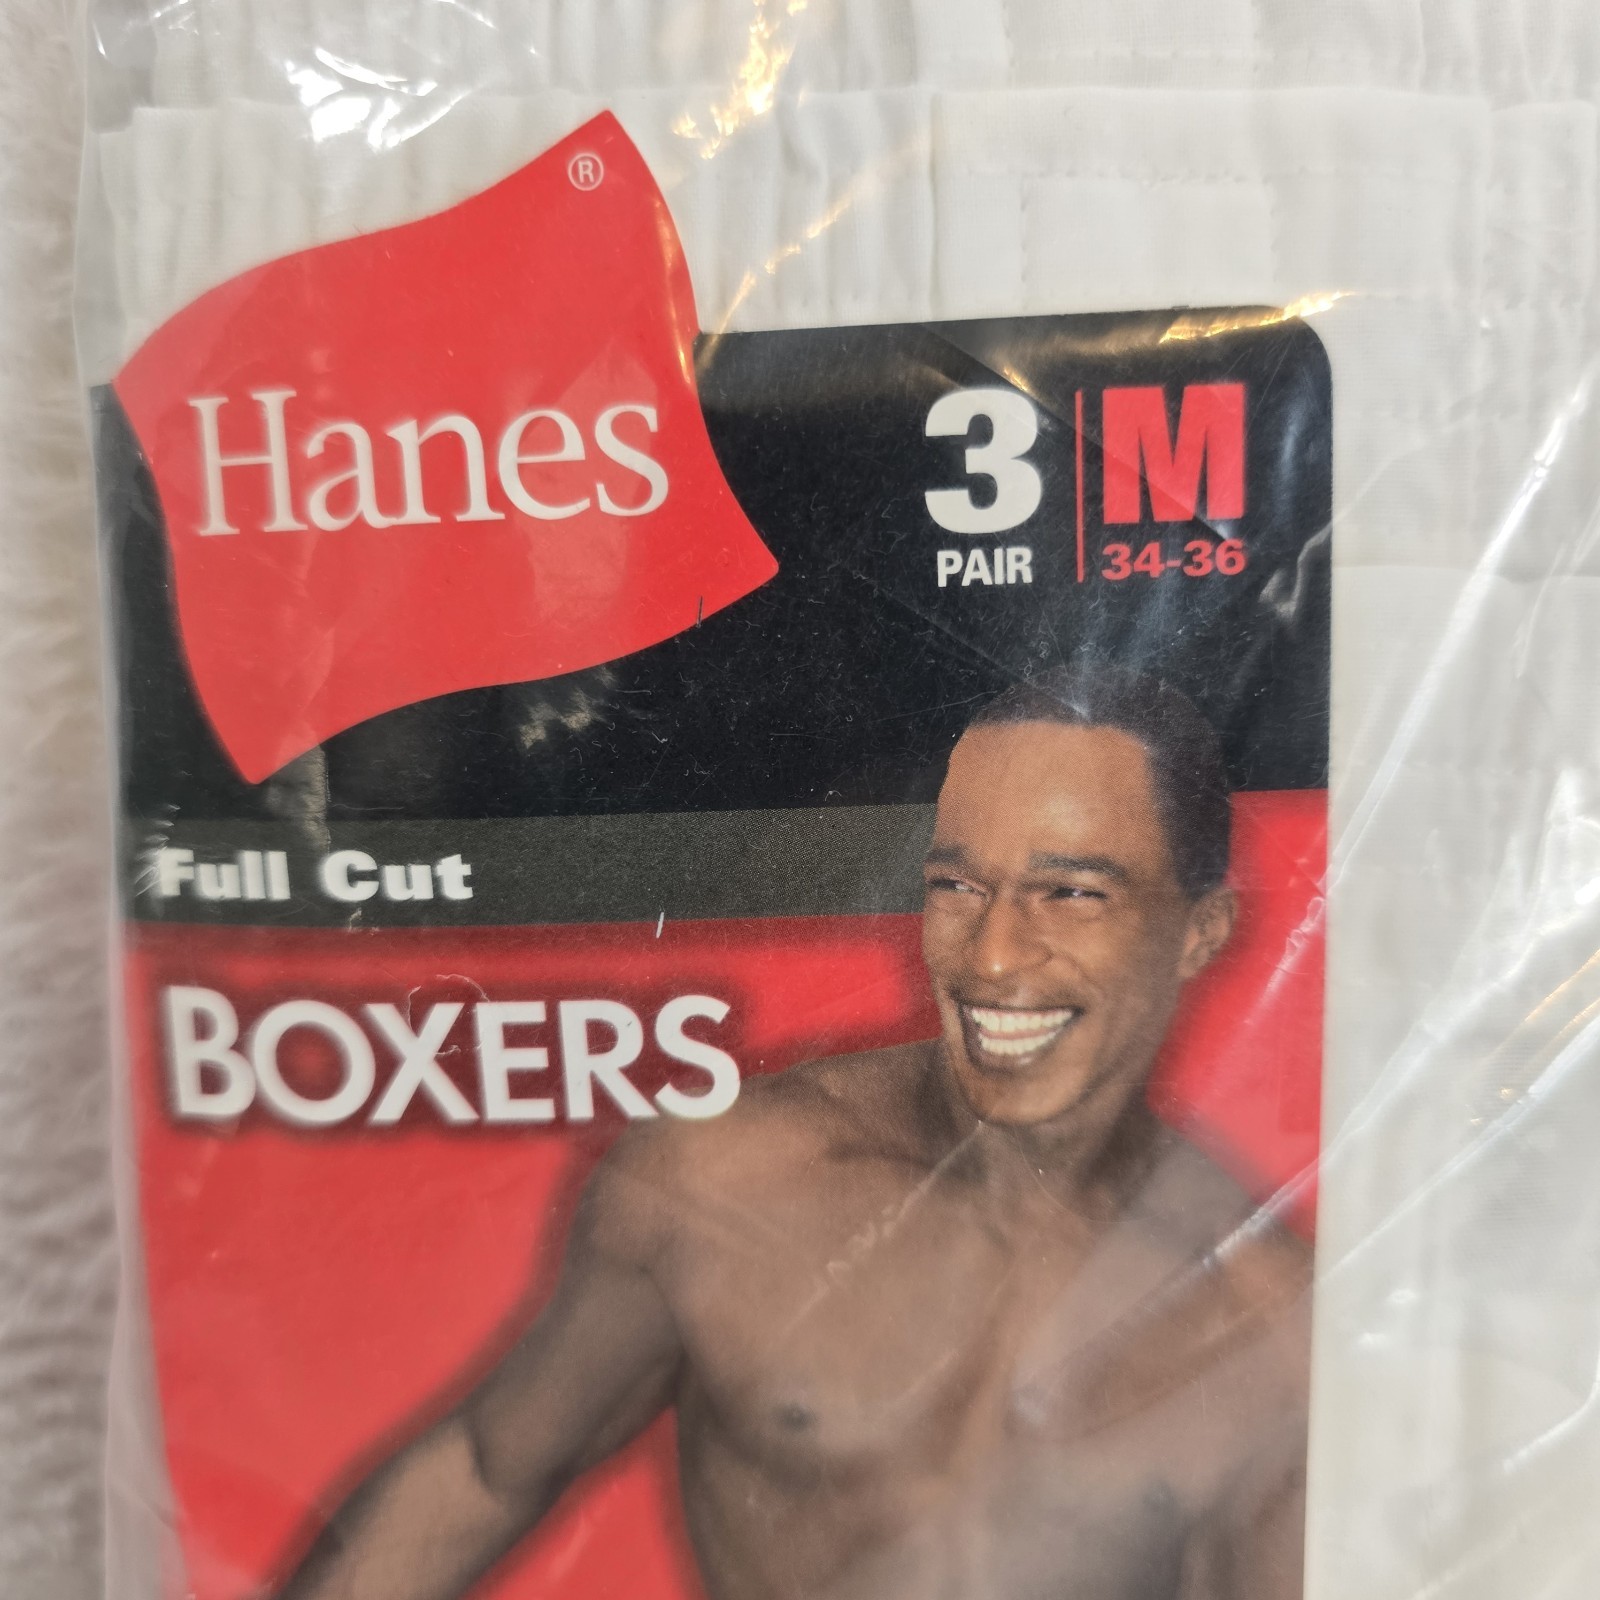 ®
Hanes
3 M
PAIR 34-36
Full Cut
BOXERS